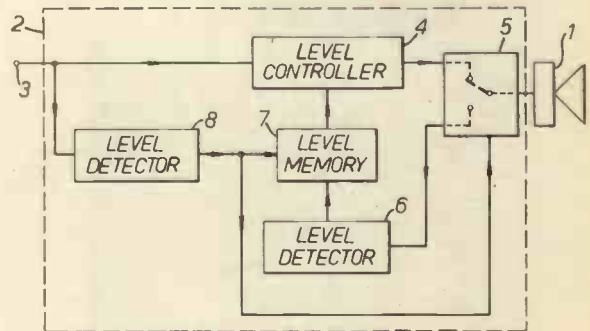 2
3
4
LEVEL
CONTROLLER
5
1
8
LEVEL
DETECTOR
7
LEVEL
MEMORY
6
LEVEL
DETECTOR